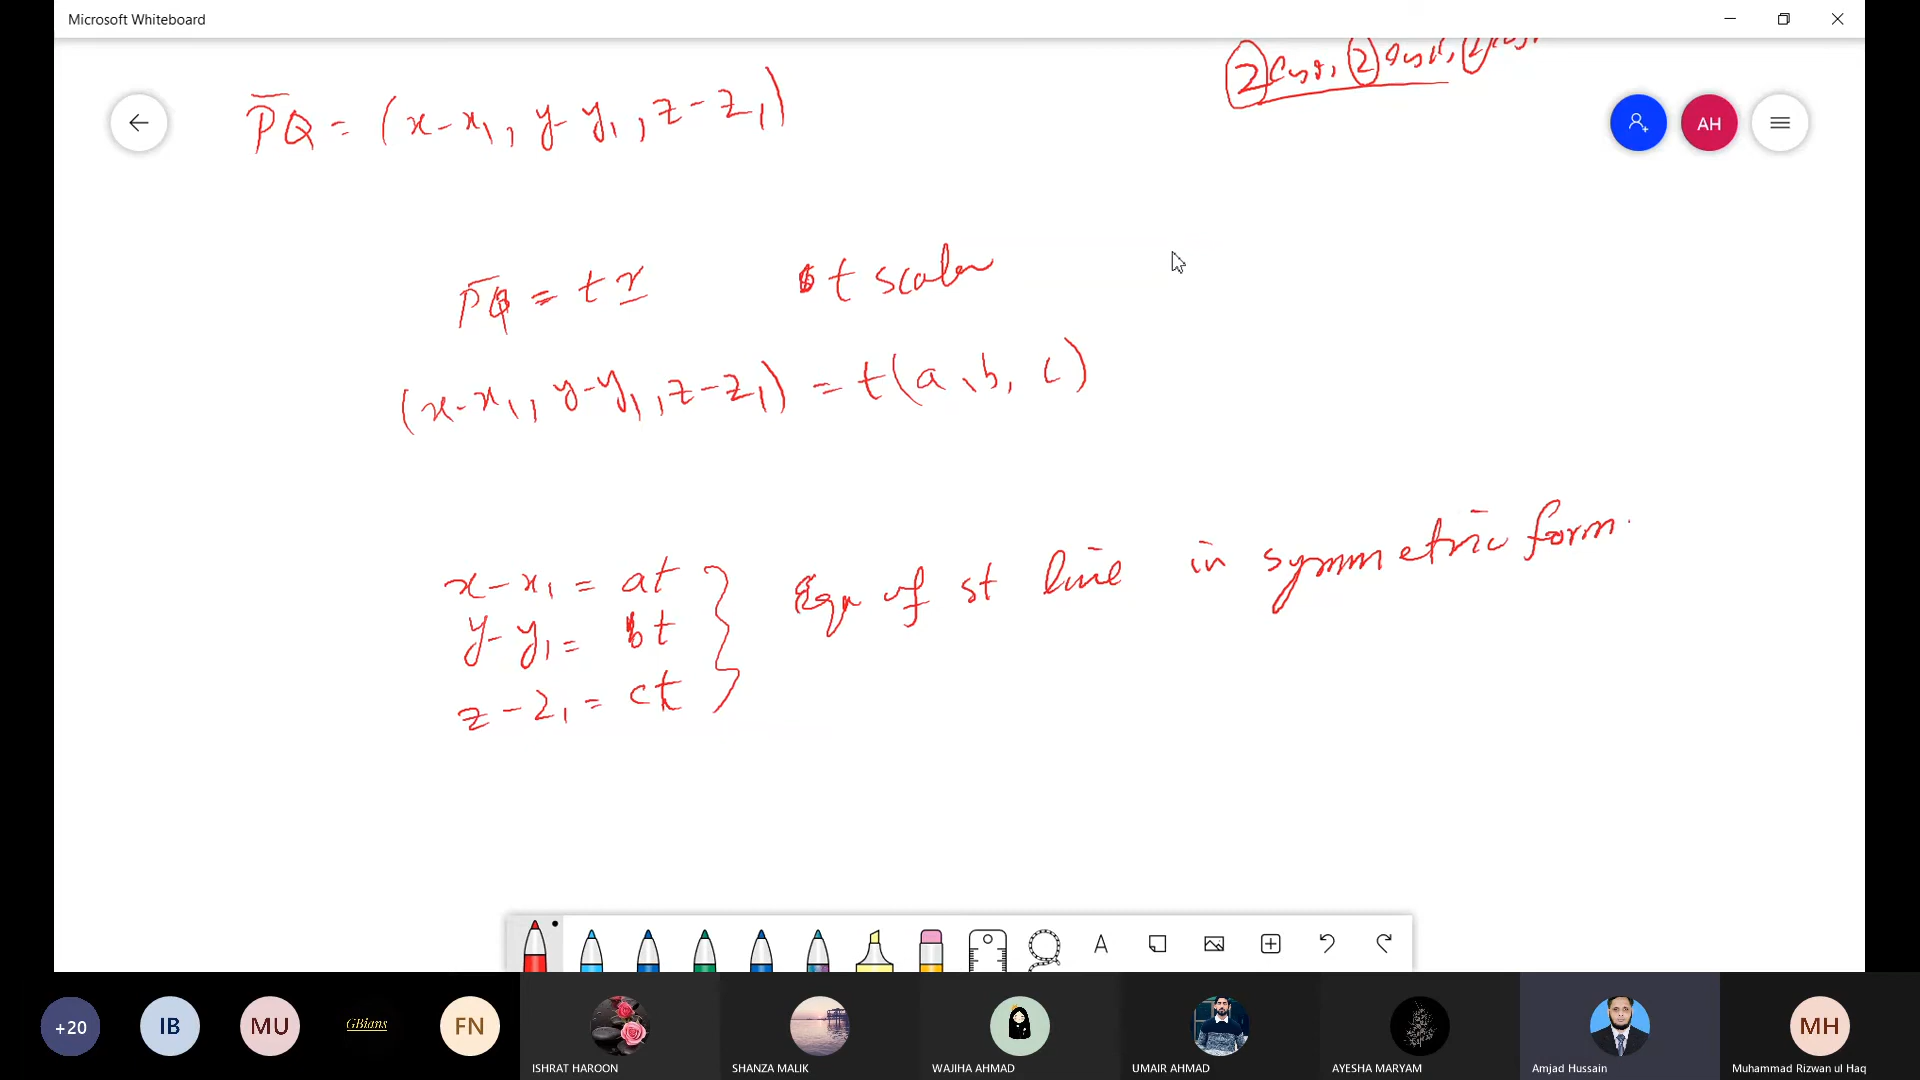 Microsoft Whiteboard
P̅Q̅ = (x-x₁, y-y₁, z-z₁)
AH
P̅Q̅ = t r̲ t scalar
(x-x₁, y-y₁, z-z₁) = t(a, b, c)
x-x₁ = at
y-y₁ = bt
z-z₁ = ct
Eqn of st line in symmetric form.
+20
IB
MU
GBians
FN
ISHRAT HAROON
SHANZA MALIK
WAJIHA AHMAD
UMAIR AHMAD
AYESHA MARYAM
Amjad Hussain
MH
Muhammad Rizwan ul Haq